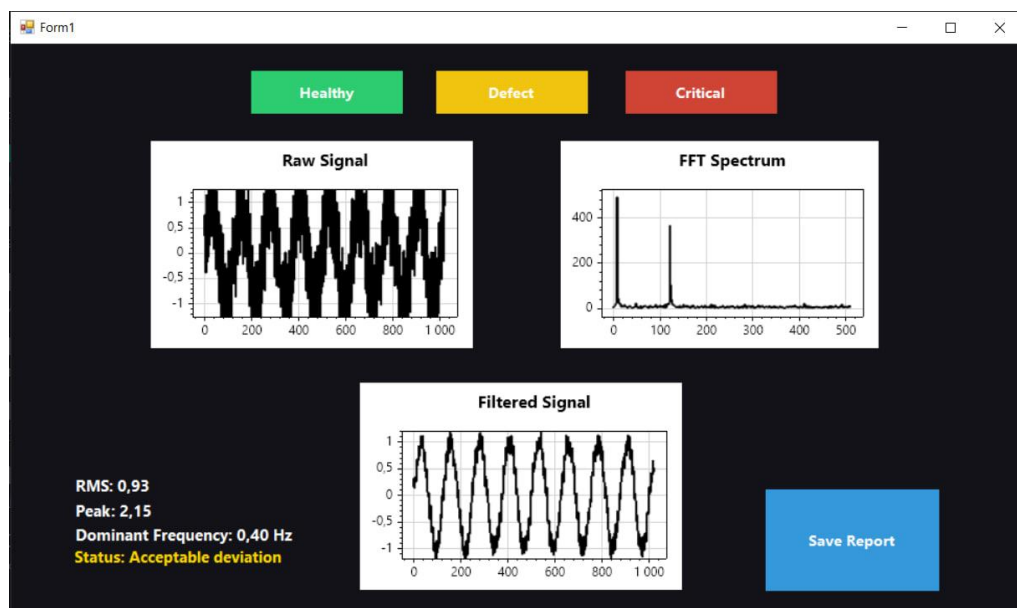 Form1
Healthy
Defect
Critical
Raw Signal
1
0,5
0
-0,5
-1
0 200 400 600 800 1 000
FFT Spectrum
400
200
0
0 100 200 300 400 500
Filtered Signal
1
0,5
0
-0,5
-1
0 200 400 600 800 1 000
RMS: 0,93
Peak: 2,15
Dominant Frequency: 0,40 Hz
Status: Acceptable deviation
Save Report